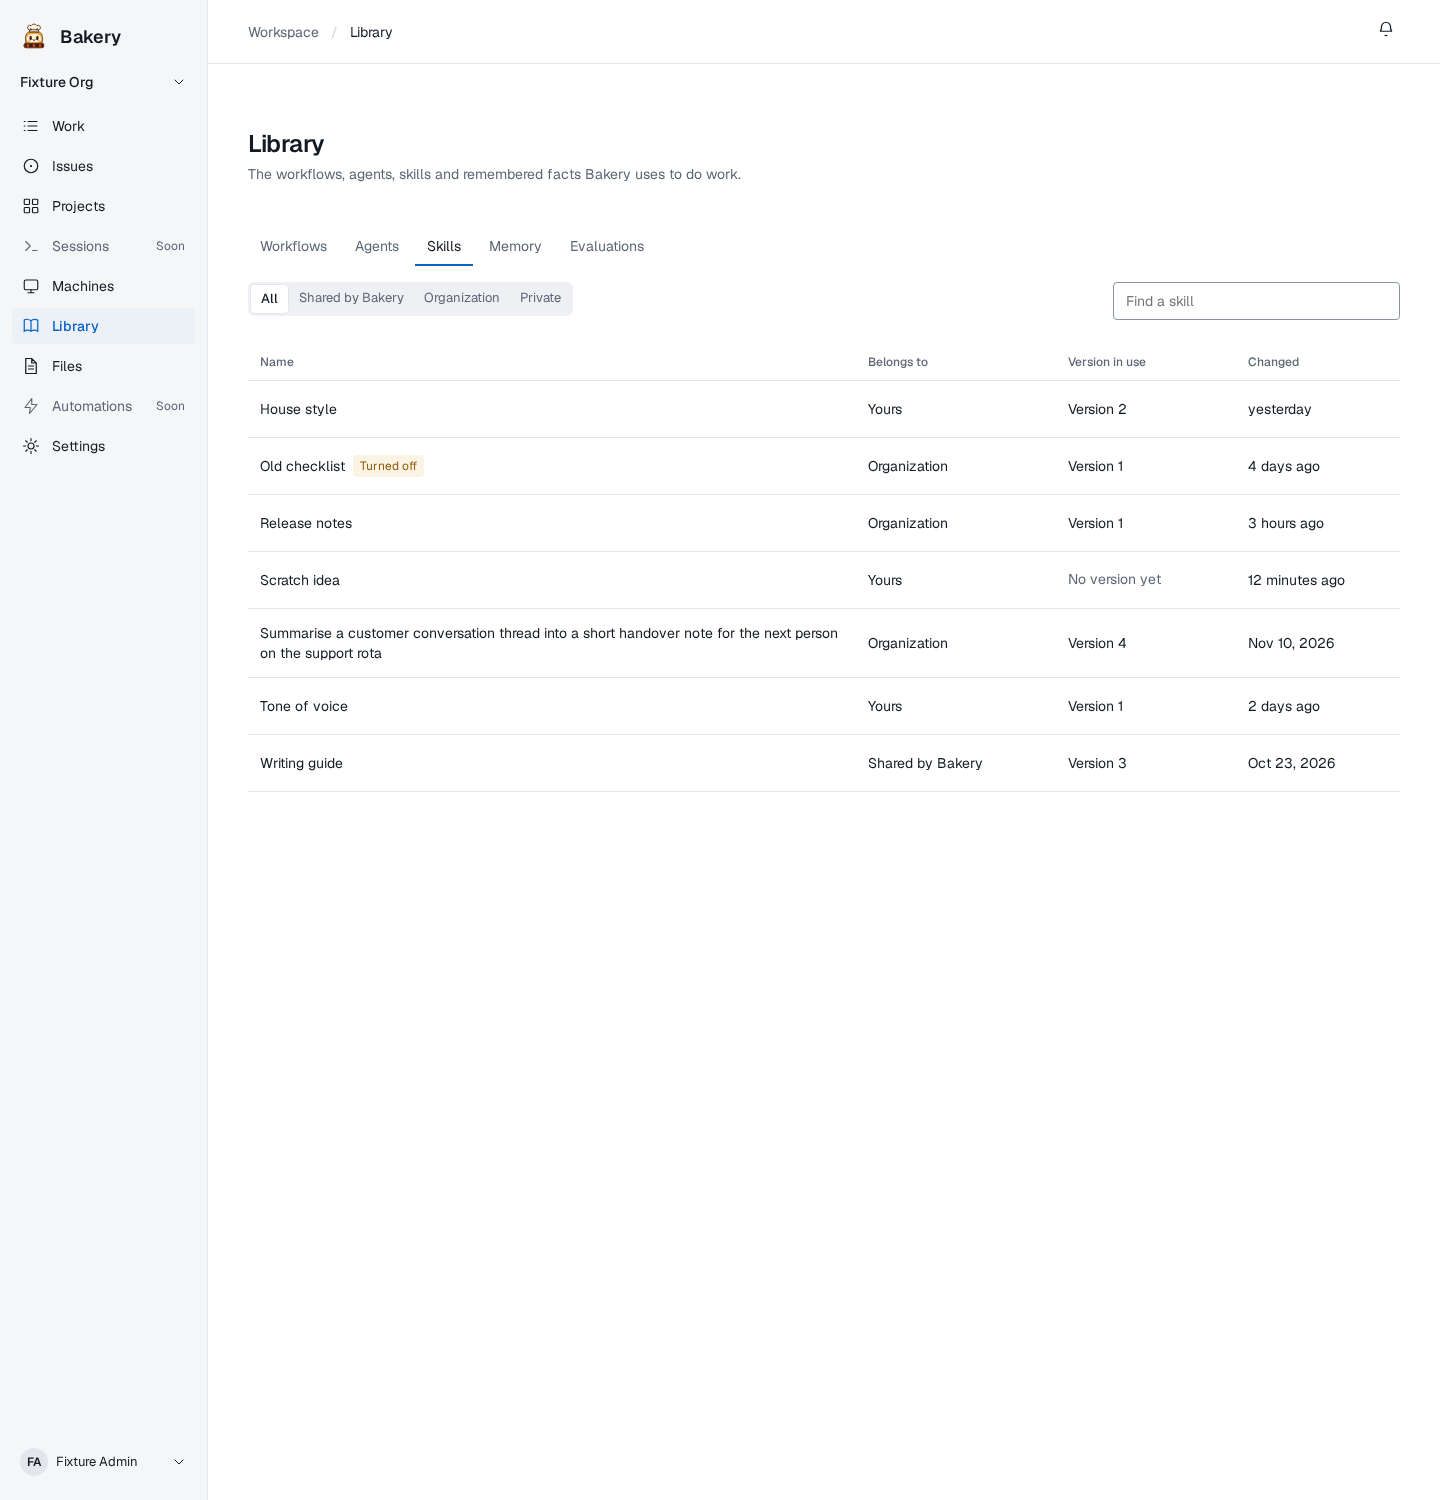 Bakery
Fixture Org
Work
Issues
Projects
Sessions Soon
Machines
Library
Files
Automations Soon
Settings
FA Fixture Admin
Workspace / Library
Library
The workflows, agents, skills and remembered facts Bakery uses to do work.
Workflows Agents Skills Memory Evaluations
All Shared by Bakery Organization Private
Find a skill
Name Belongs to Version in use Changed
House style Yours Version 2 yesterday
Old checklist Turned off Organization Version 1 4 days ago
Release notes Organization Version 1 3 hours ago
Scratch idea Yours No version yet 12 minutes ago
Summarise a customer conversation thread into a short handover note for the next person
on the support rota Organization Version 4 Nov 10, 2026
Tone of voice Yours Version 1 2 days ago
Writing guide Shared by Bakery Version 3 Oct 23, 2026